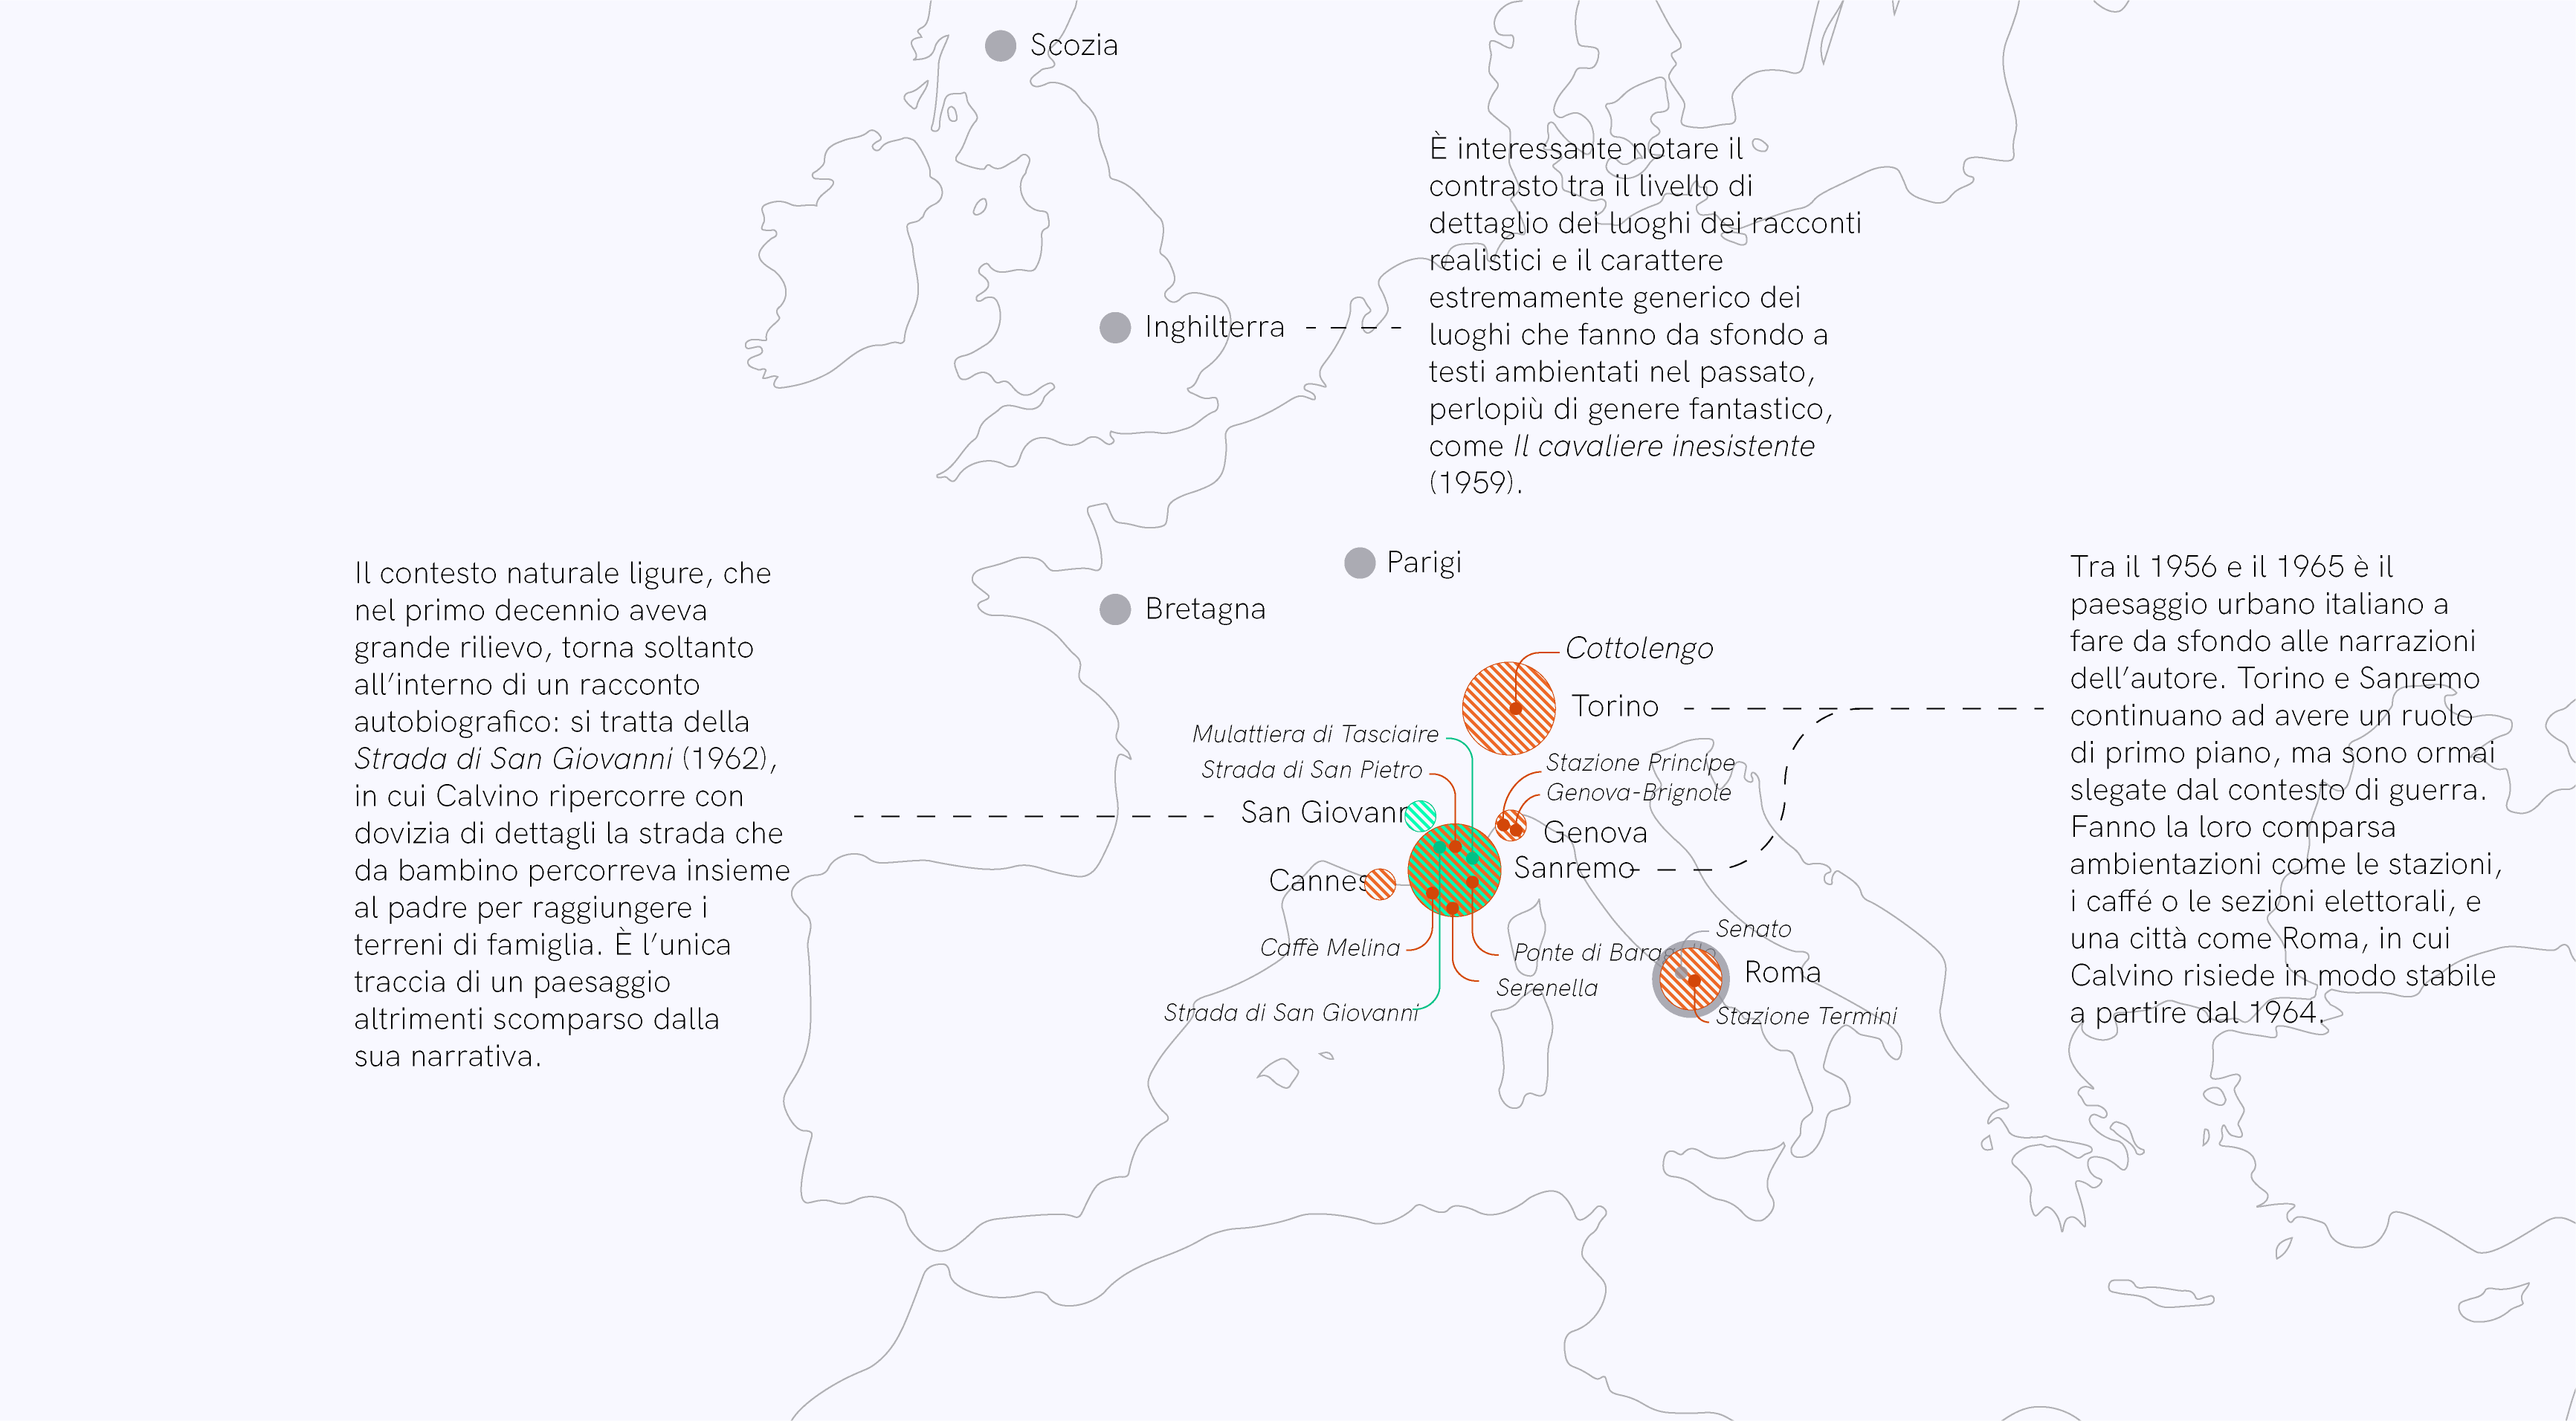 Scozia
È interessante notare il
contrasto tra il livello di
dettaglio dei luoghi dei racconti
realistici e il carattere
estremamente generico dei
luoghi che fanno da sfondo a
testi ambientati nel passato,
perlopiù di genere fantastico,
come Il cavaliere inesistente
(1959).
Inghilterra
Parigi
Bretagna
Il contesto naturale ligure, che
nel primo decennio aveva
grande rilievo, torna soltanto
all’interno di un racconto
autobiografico: si tratta della
Strada di San Giovanni (1962),
in cui Calvino ripercorre con
dovizia di dettagli la strada che
da bambino percorreva insieme
al padre per raggiungere i
terreni di famiglia. È l’unica
traccia di un paesaggio
altrimenti scomparso dalla
sua narrativa.
Tra il 1956 e il 1965 è il
paesaggio urbano italiano a
fare da sfondo alle narrazioni
dell’autore. Torino e Sanremo
continuano ad avere un ruolo
di primo piano, ma sono ormai
slegate dal contesto di guerra.
Fanno la loro comparsa
ambientazioni come le stazioni,
i caffé o le sezioni elettorali, e
una città come Roma, in cui
Calvino risiede in modo stabile
a partire dal 1964.
Cottolengo
Torino
Mulattiera di Tasciaire
Strada di San Pietro
Stazione Principe
Genova-Brignole
San Giovanni
Genova
Sanremo
Cannes
Caffè Melina
Ponte di
Serenella
Strada di San Giovanni
Senato
Roma
Stazione Termini